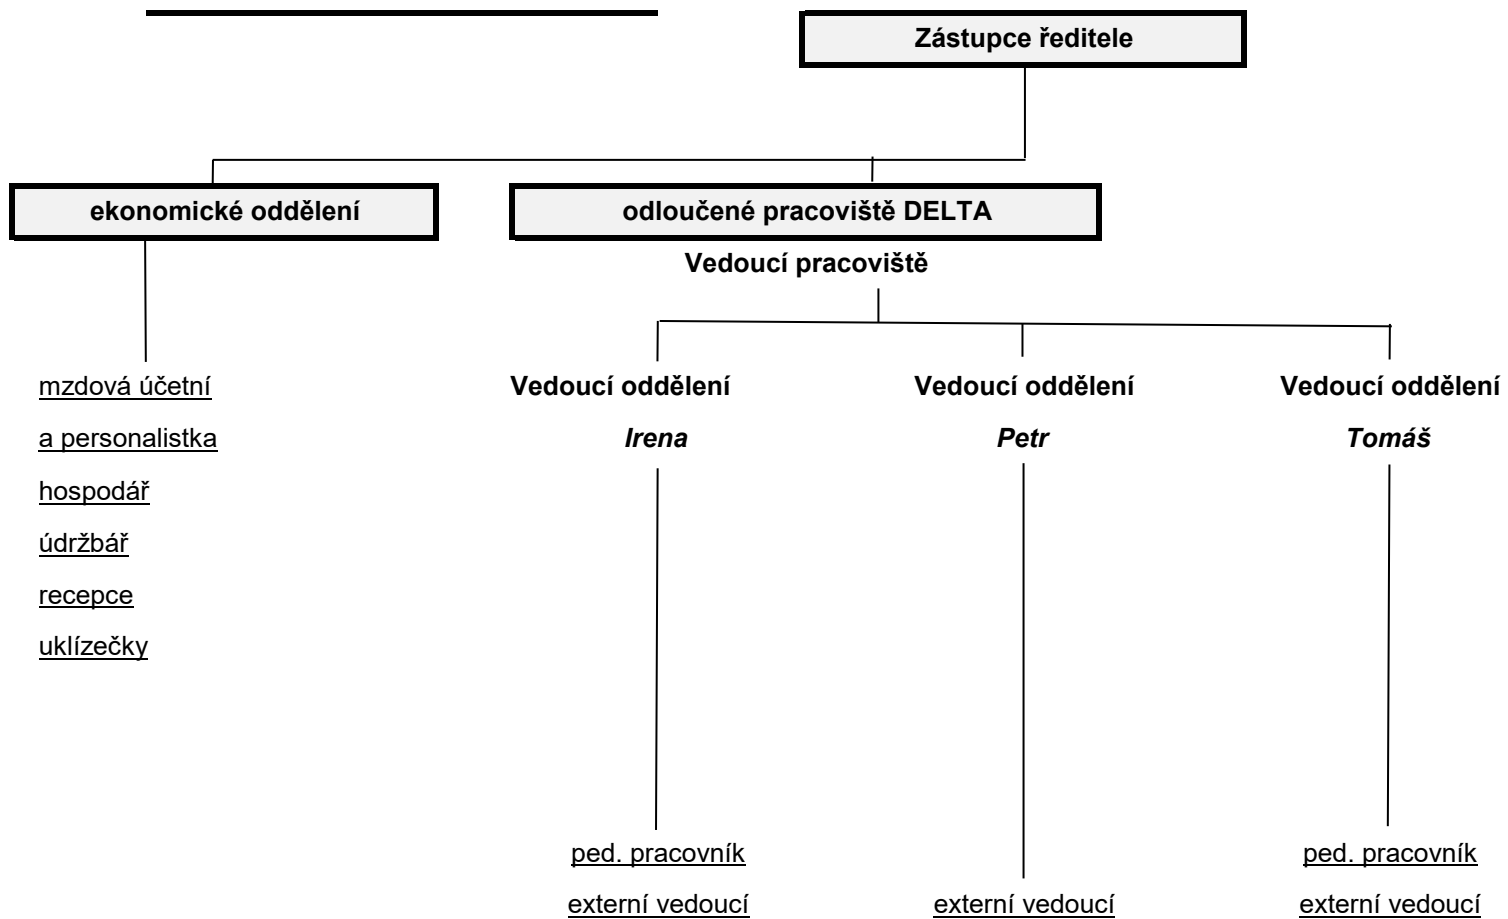 Zástupce ředitele
ekonomické oddělení
odloučené pracoviště DELTA
Vedoucí pracoviště
mzdová účetní
a personalistka
hospodář
údržbář
recepce
uklízečky
Vedoucí oddělení
Irena
ped. pracovník
externí vedoucí
Vedoucí oddělení
Petr
externí vedoucí
Vedoucí oddělení
Tomáš
ped. pracovník
externí vedoucí